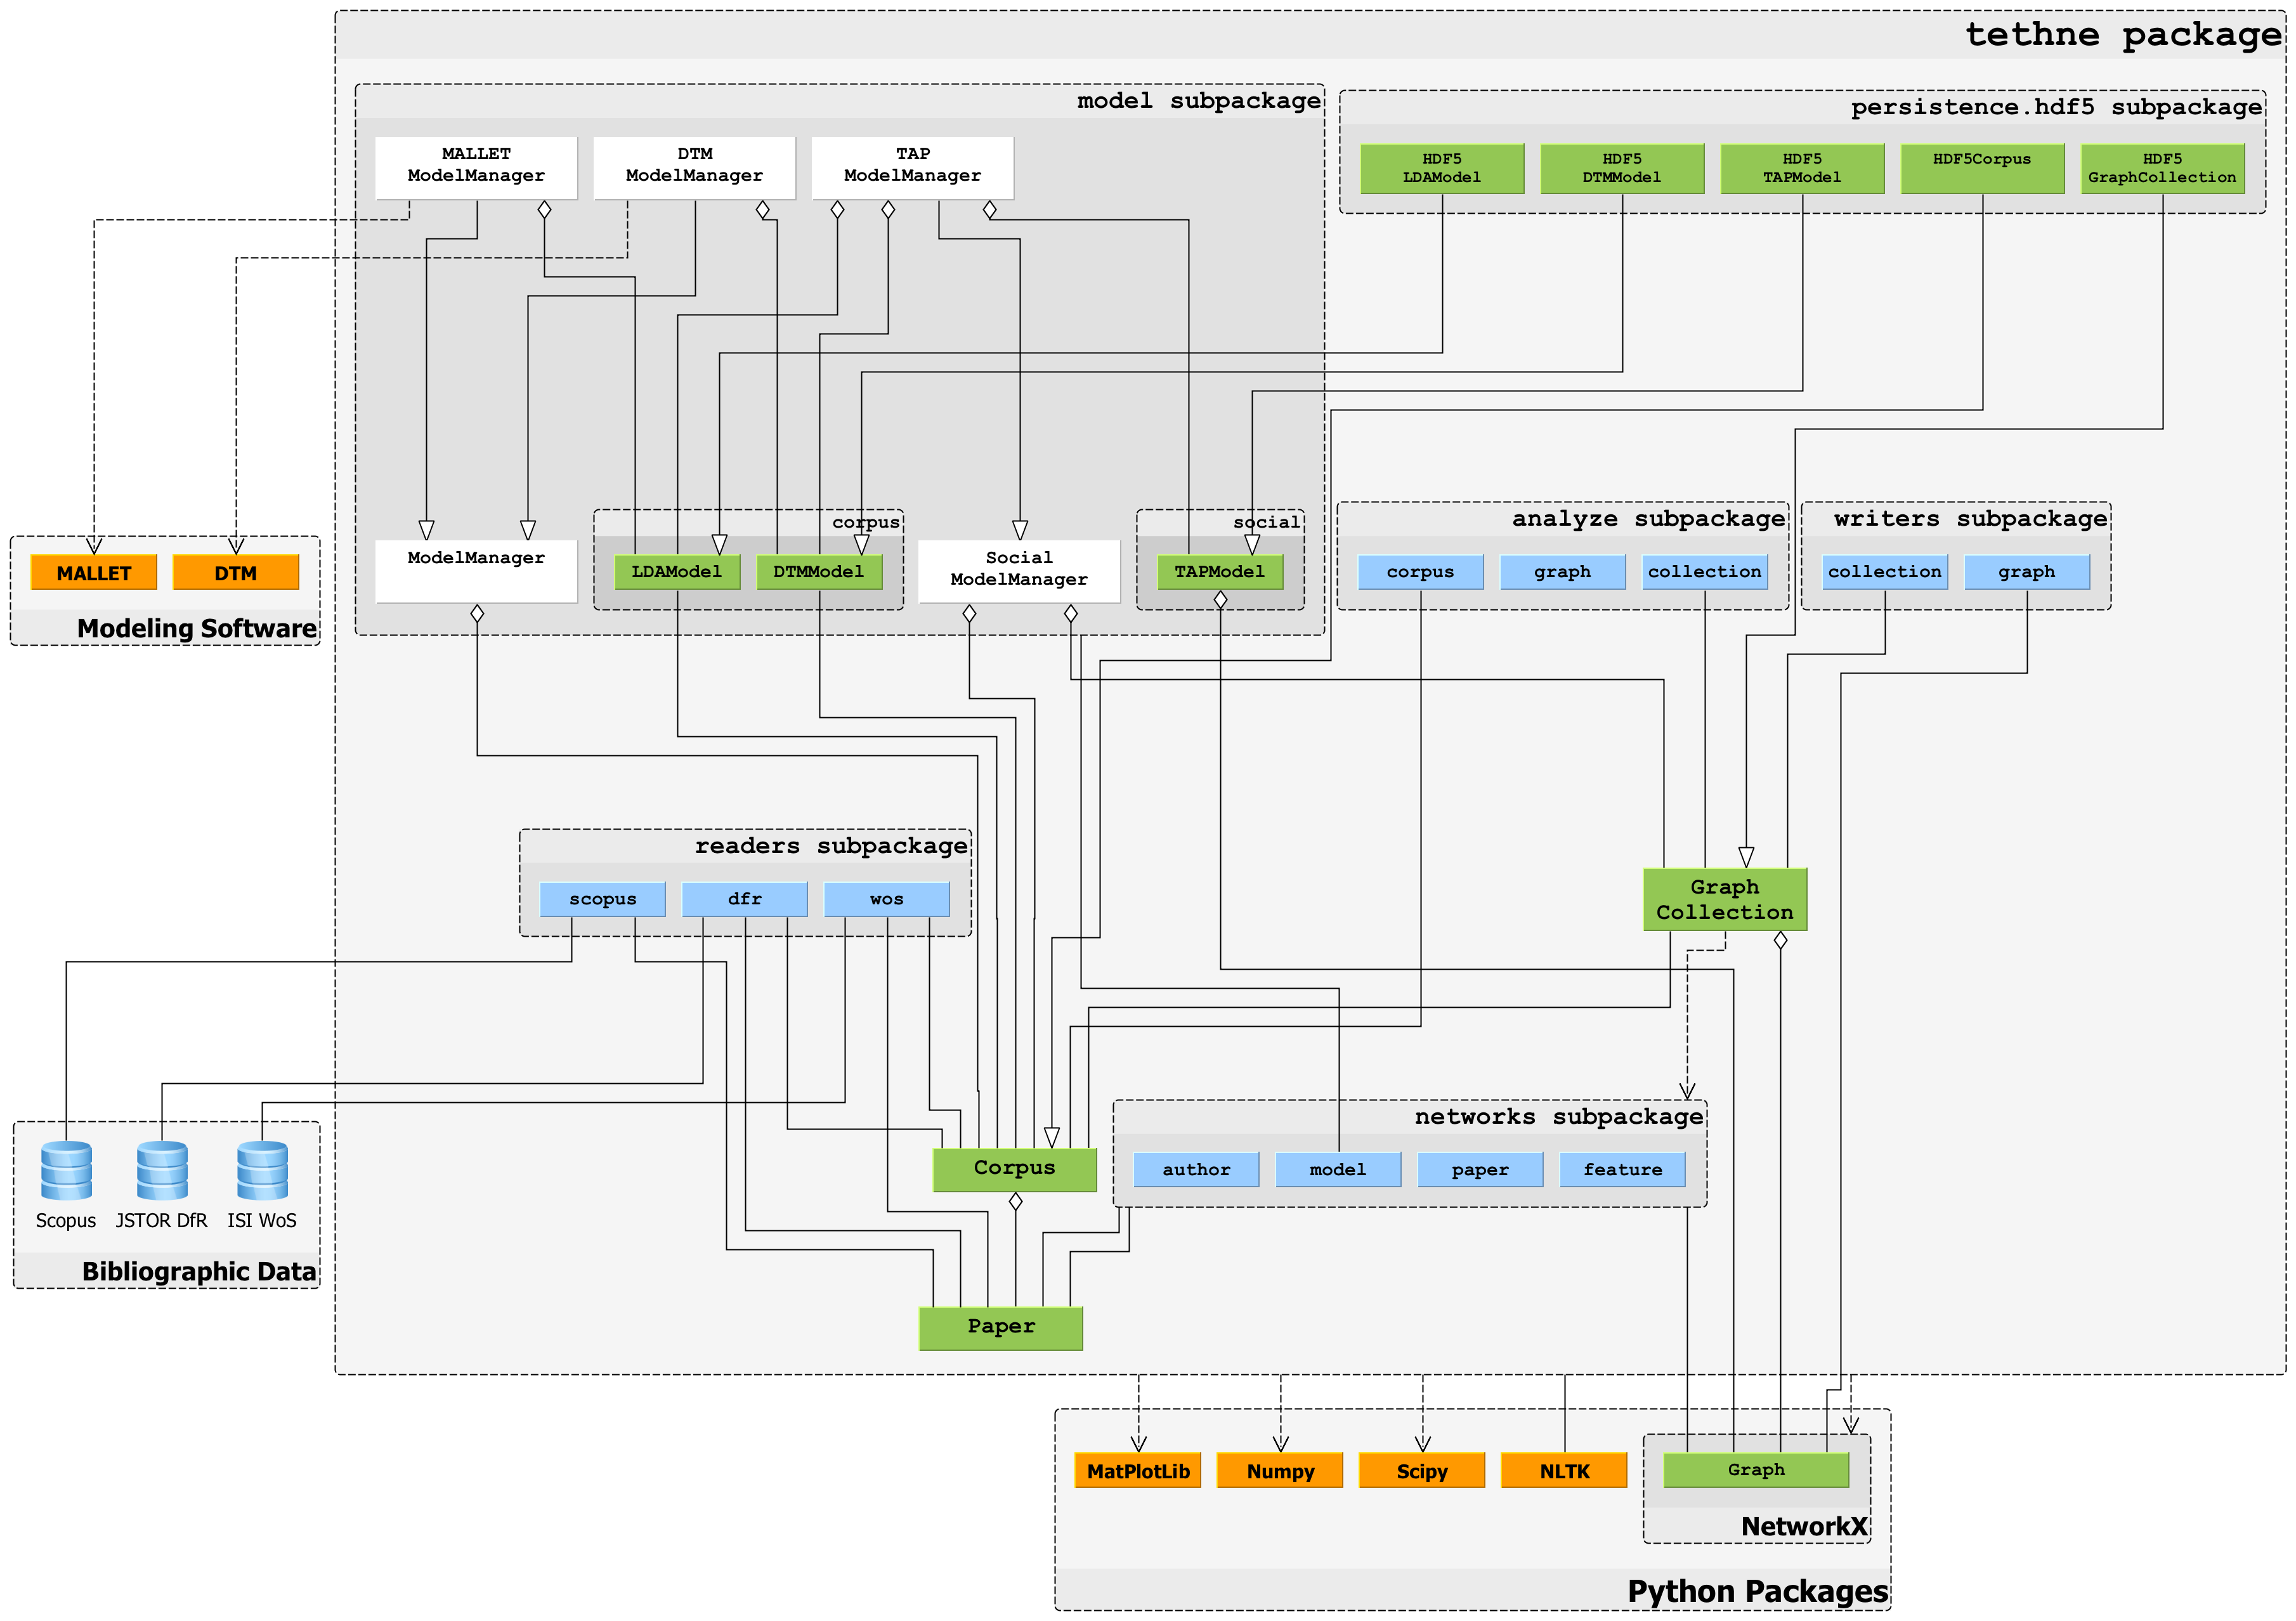 tethne package
model subpackage
persistence.hdf5 subpackage
MALLET
ModelManager
DTM
ModelManager
TAP
ModelManager
HDF5
LDAModel
HDF5
DTMModel
HDF5
TAPModel
HDF5Corpus
HDF5
GraphCollection
corpus
social
analyze subpackage
writers subpackage
MALLET
DTM
Modeling Software
ModelManager
LDAModel
DTMModel
Social
ModelManager
TAPModel
corpus
graph
collection
collection
graph
readers subpackage
scopus
dfr
wos
Graph
Collection
networks subpackage
author
model
paper
feature
Corpus
Scopus
JSTOR DfR
ISI WoS
Bibliographic Data
Paper
MatPlotLib
Numpy
Scipy
NLTK
Graph
NetworkX
Python Packages